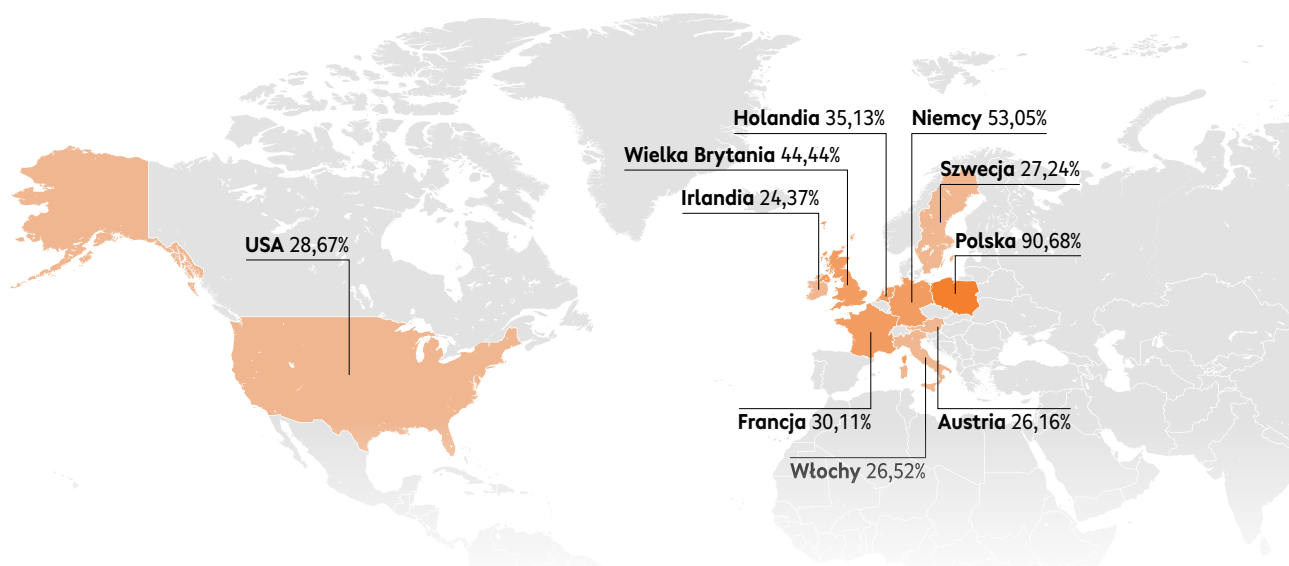 Holandia 35,13%
Niemcy 53,05%
Wielka Brytania 44,44%
Szwecja 27,24%
Irlandia 24,37%
USA 28,67%
Polska 90,68%
Francja 30,11%
Austria 26,16%
Włochy 26,52%